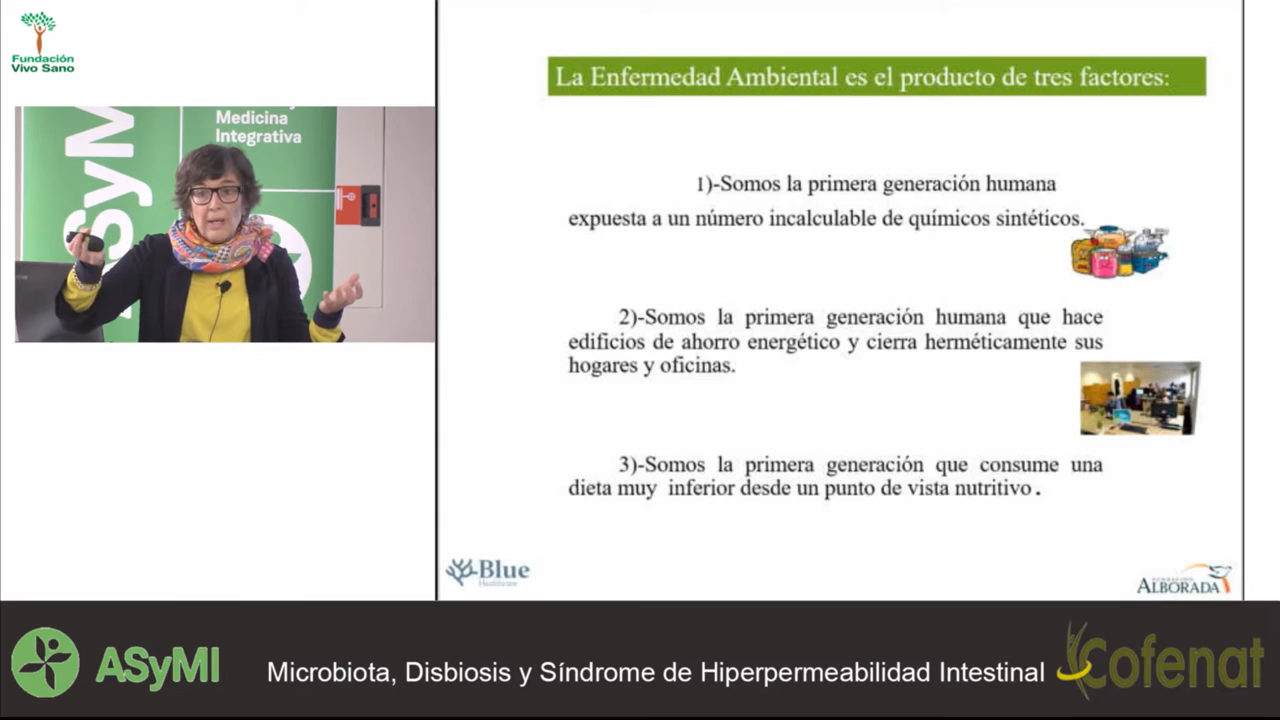 Fundación
Vivo Sano
ASyMI
Medicina
Integrativa
La Enfermedad Ambiental es el producto de tres factores:
1)-Somos la primera generación humana
expuesta a un número incalculable de químicos sintéticos.
2)-Somos la primera generación humana que hace
edificios de ahorro energético y cierra herméticamente sus
hogares y oficinas.
3)-Somos la primera generación que consume una
dieta muy inferior desde un punto de vista nutritivo.
Blue
Healthcare
FUNDACIÓN
ALBORADA
ASyMI
Microbiota, Disbiosis y Síndrome de Hiperpermeabilidad Intestinal
Cofenat